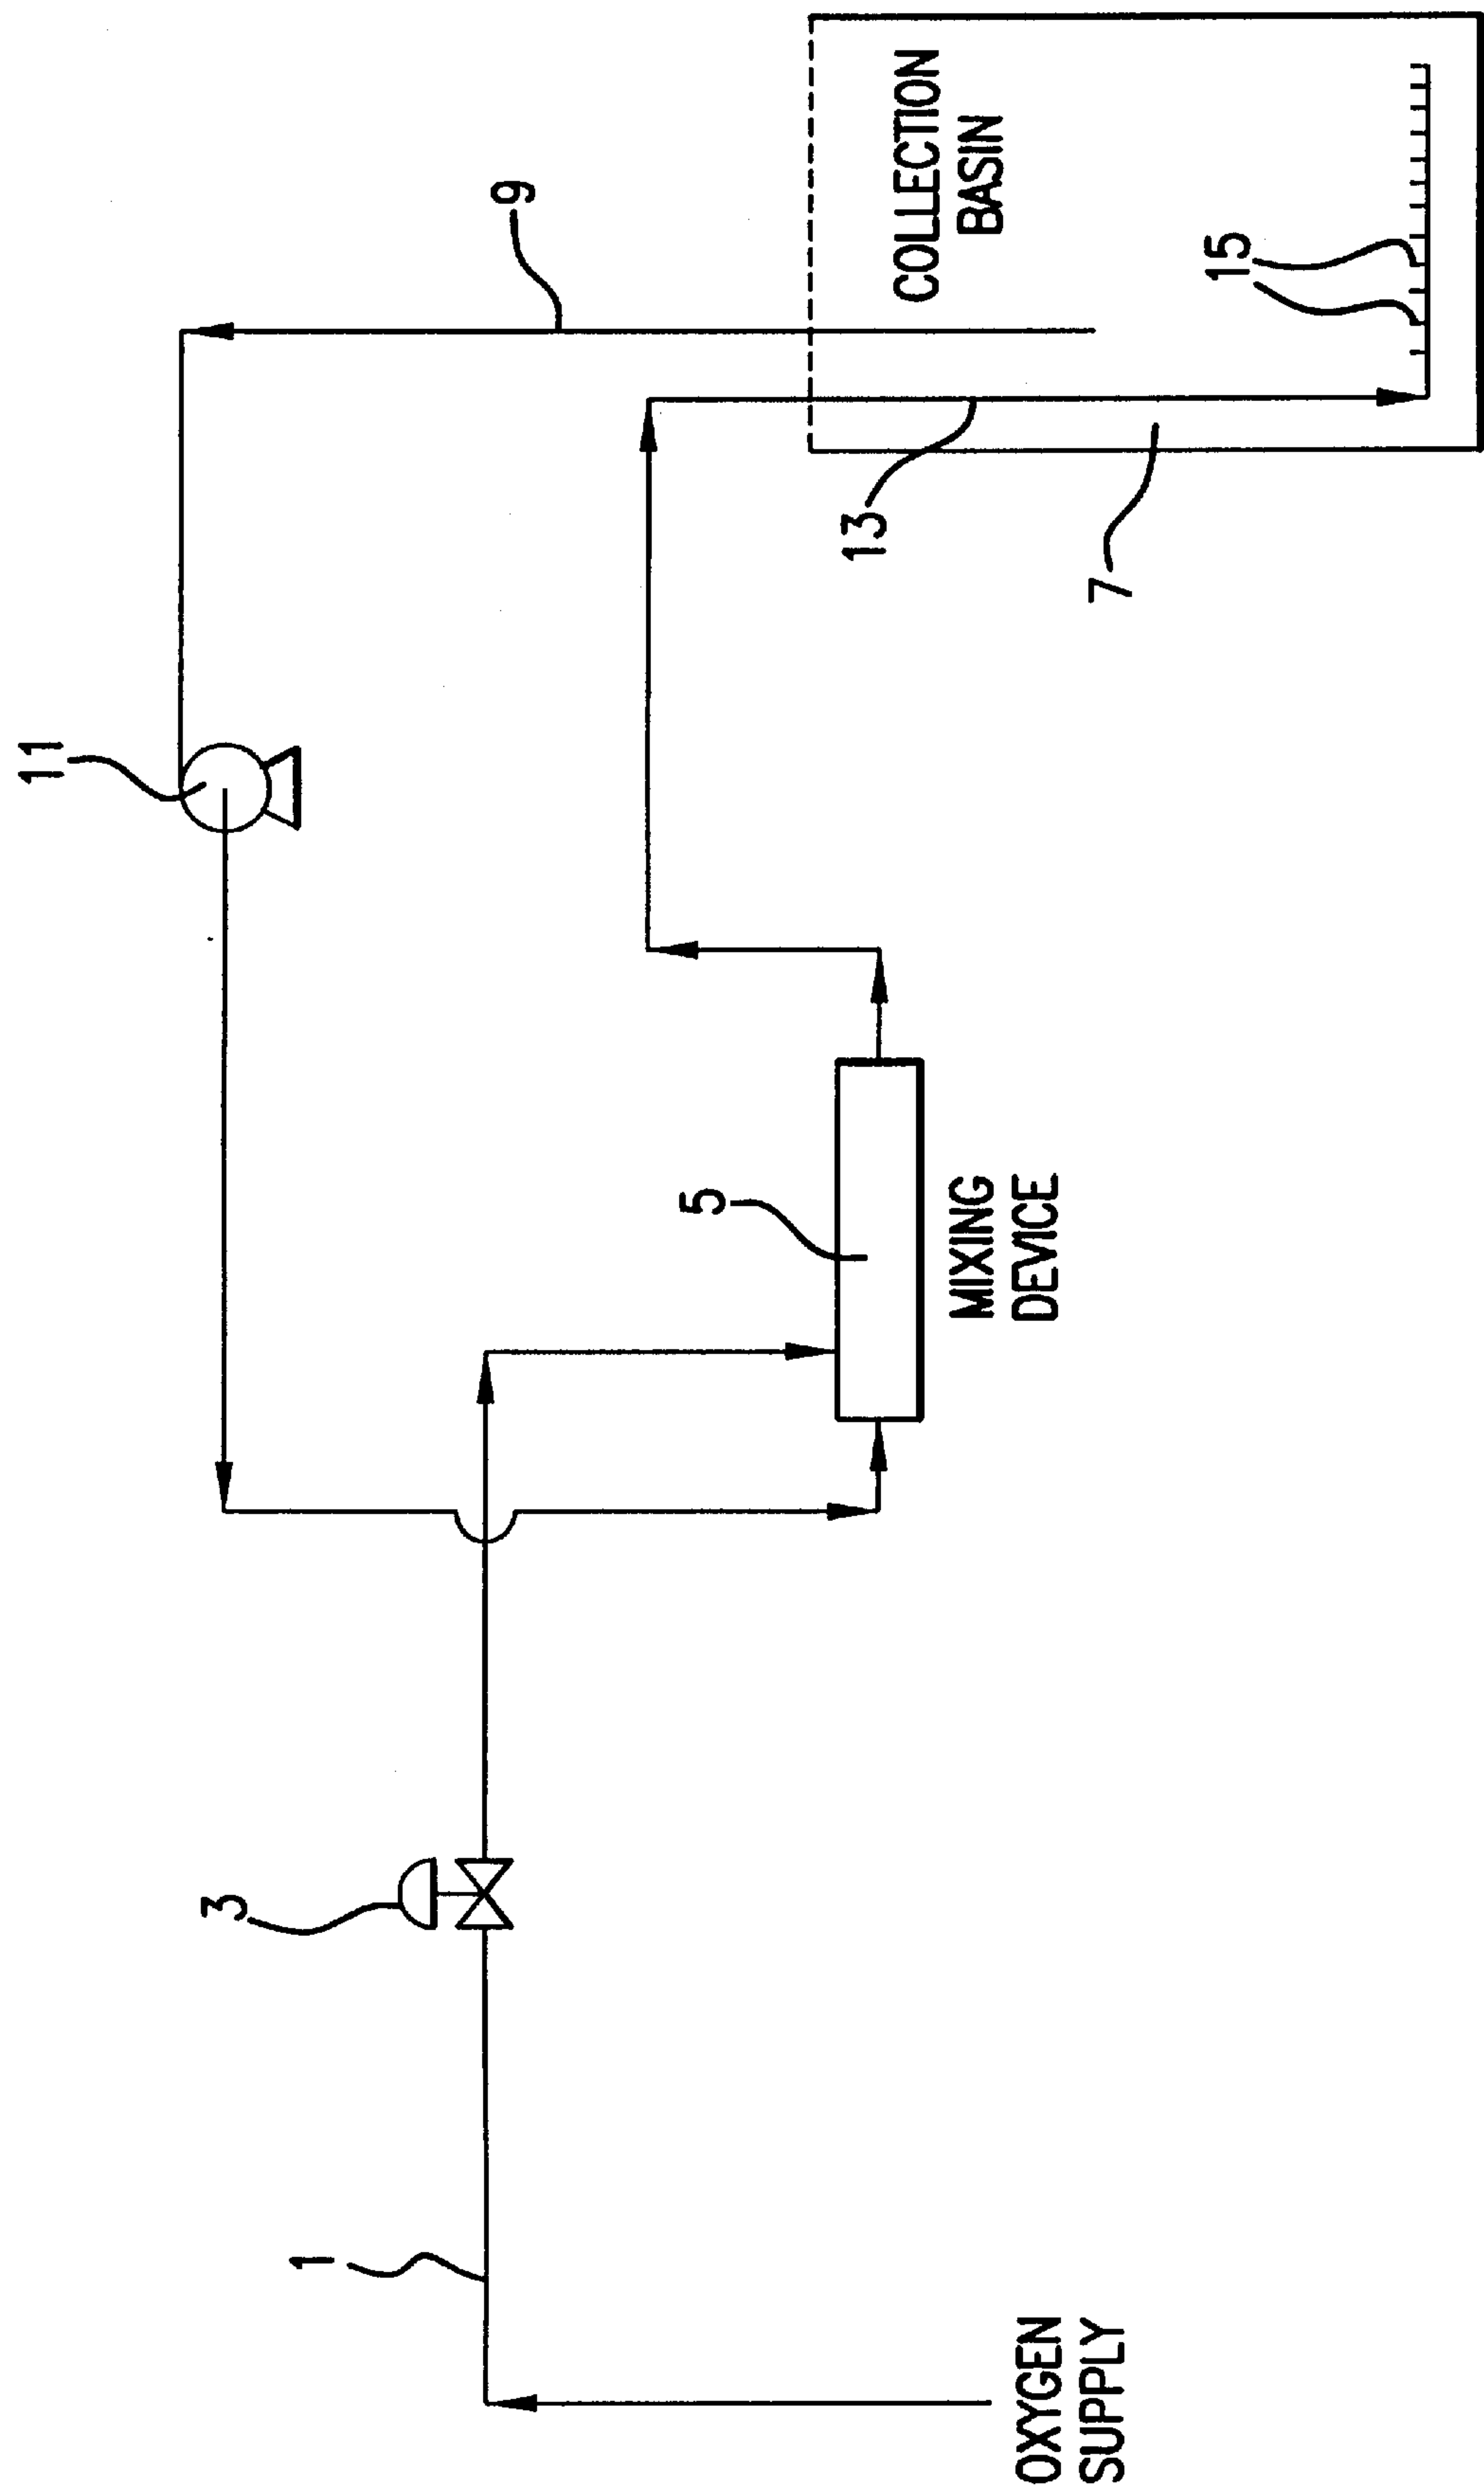 11
9
3
1
5
13
7
15
COLLECTION
BASIN
MIXING
DEVICE
OXYGEN
SUPPLY